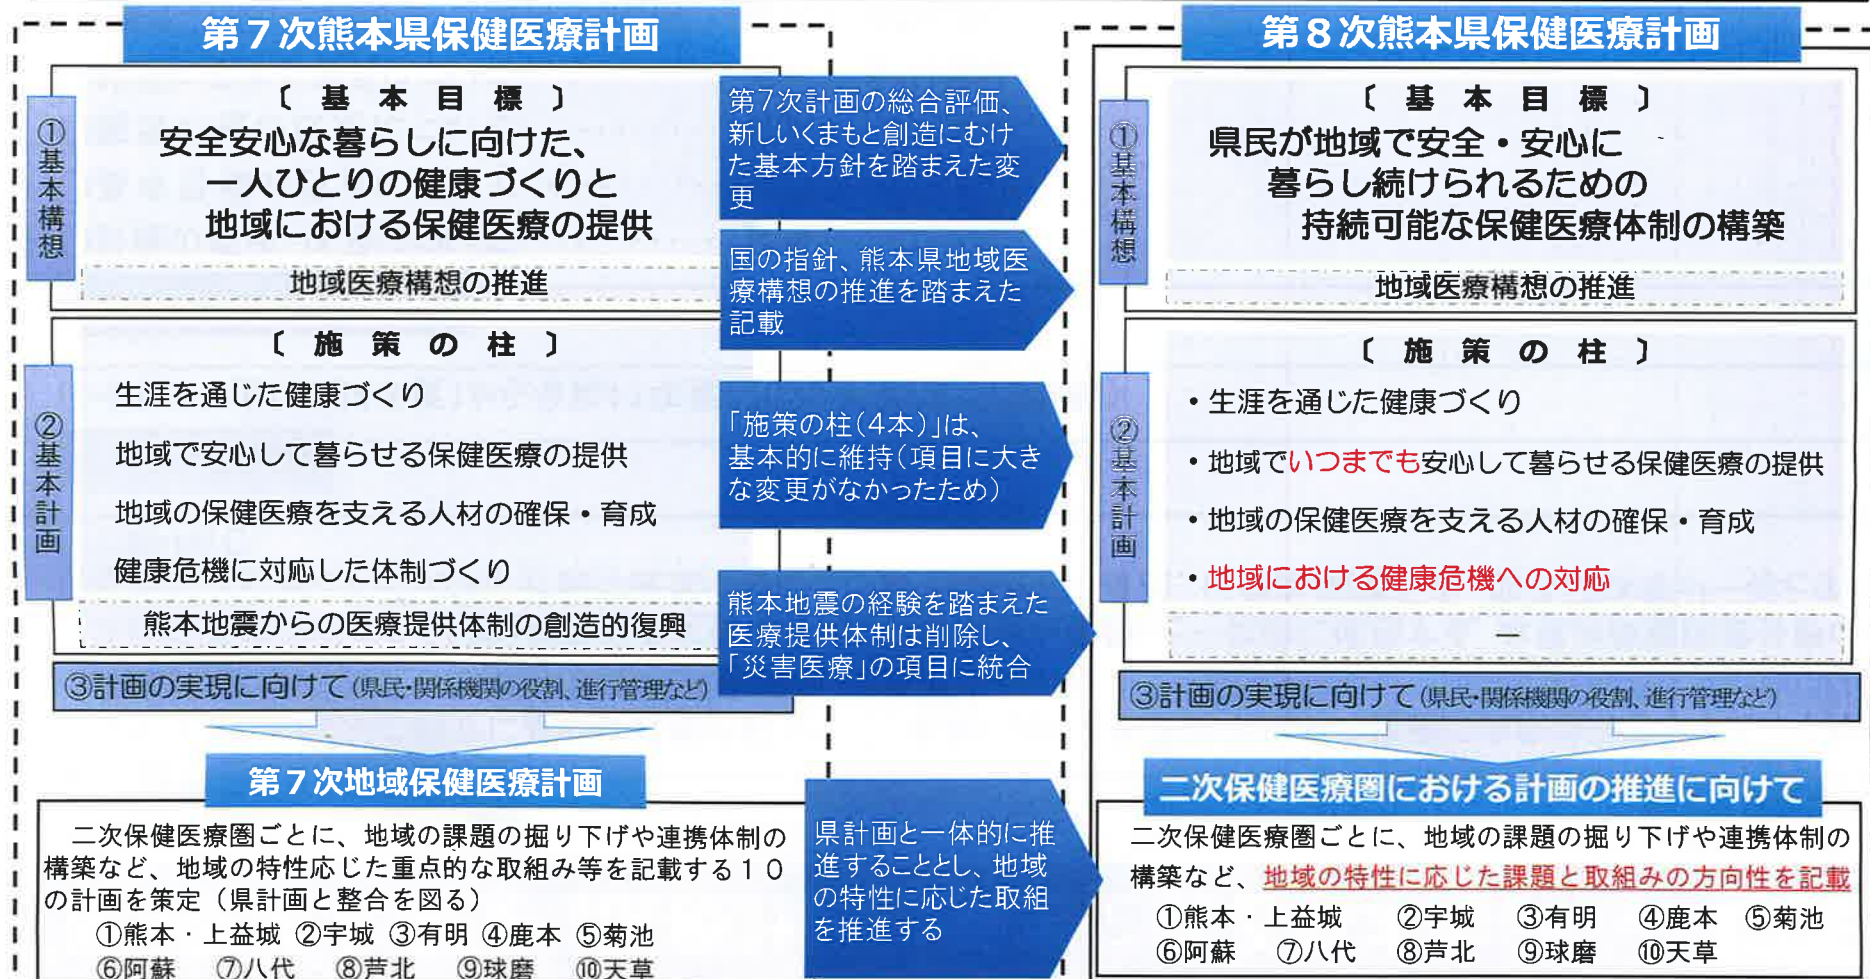 第７次熊本県保健医療計画
①基本構想
〔 基 本 目 標 〕
安全安心な暮らしに向けた、
一人ひとりの健康づくりと
地域における保健医療の提供
地域医療構想の推進
②基本計画
〔 施 策 の 柱 〕
生涯を通じた健康づくり
地域で安心して暮らせる保健医療の提供
地域の保健医療を支える人材の確保・育成
健康危機に対応した体制づくり
熊本地震からの医療提供体制の創造的復興
③計画の実現に向けて（県民・関係機関の役割、進行管理など）
第７次地域保健医療計画
二次保健医療圏ごとに、地域の課題の掘り下げや連携体制の
構築など、地域の特性応じた重点的な取組み等を記載する１０
の計画を策定（県計画と整合を図る）
①熊本・上益城 ②宇城 ③有明 ④鹿本 ⑤菊池
⑥阿蘇 ⑦八代 ⑧芦北 ⑨球磨 ⑩天草
第7次計画の総合評価、
新しいくまもと創造にむけ
た基本方針を踏まえた変
更
国の指針、熊本県地域医
療構想の推進を踏まえた
記載
「施策の柱（4本）」は、
基本的に維持（項目に大き
な変更がなかったため）
熊本地震の経験を踏まえた
医療提供体制は削除し、
「災害医療」の項目に統合
県計画と一体的に推
進することとし、地域
の特性に応じた取組
を推進する
第８次熊本県保健医療計画
①基本構想
〔 基 本 目 標 〕
県民が地域で安全・安心に
暮らし続けられるための
持続可能な保健医療体制の構築
地域医療構想の推進
②基本計画
〔 施 策 の 柱 〕
・生涯を通じた健康づくり
・地域でいつまでも安心して暮らせる保健医療の提供
・地域の保健医療を支える人材の確保・育成
・地域における健康危機への対応
―
③計画の実現に向けて（県民・関係機関の役割、進行管理など）
二次保健医療圏における計画の推進に向けて
二次保健医療圏ごとに、地域の課題の掘り下げや連携体制の
構築など、地域の特性に応じた課題と取組みの方向性を記載
①熊本・上益城 ②宇城 ③有明 ④鹿本 ⑤菊池
⑥阿蘇 ⑦八代 ⑧芦北 ⑨球磨 ⑩天草